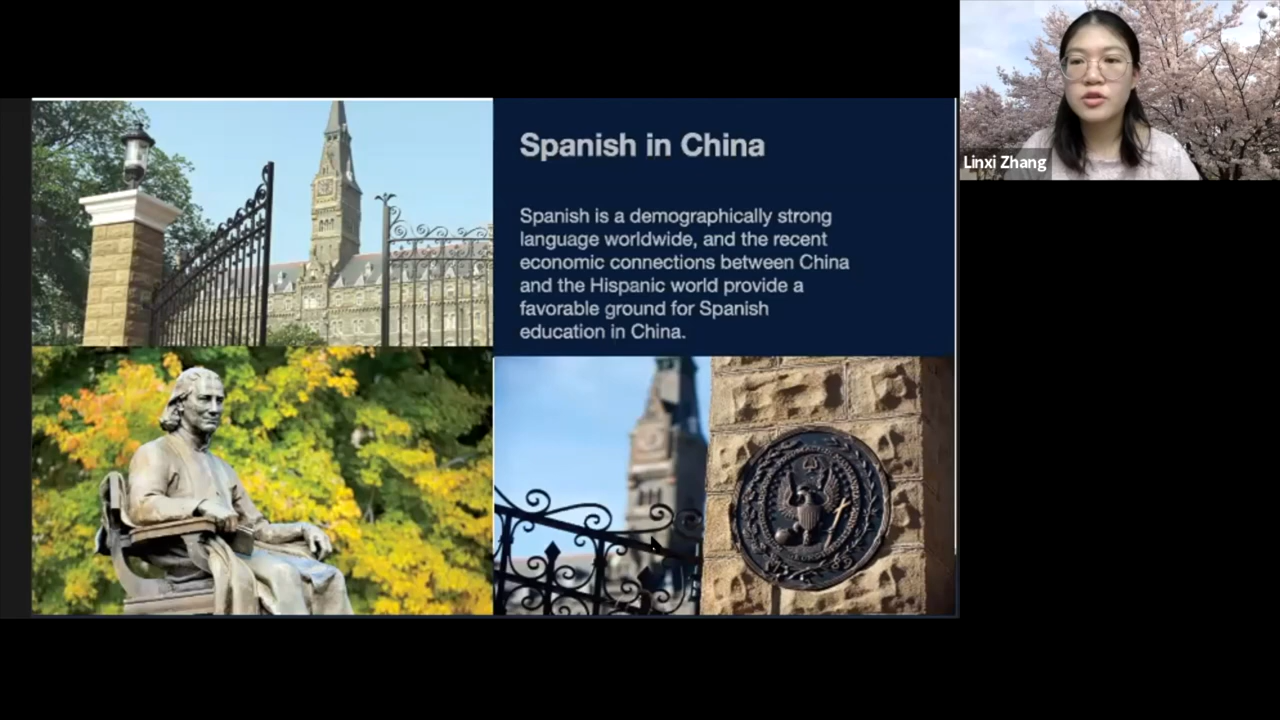 Spanish in China
Spanish is a demographically strong
language worldwide, and the recent
economic connections between China
and the Hispanic world provide a
favorable ground for Spanish
education in China.
Linxi Zhang